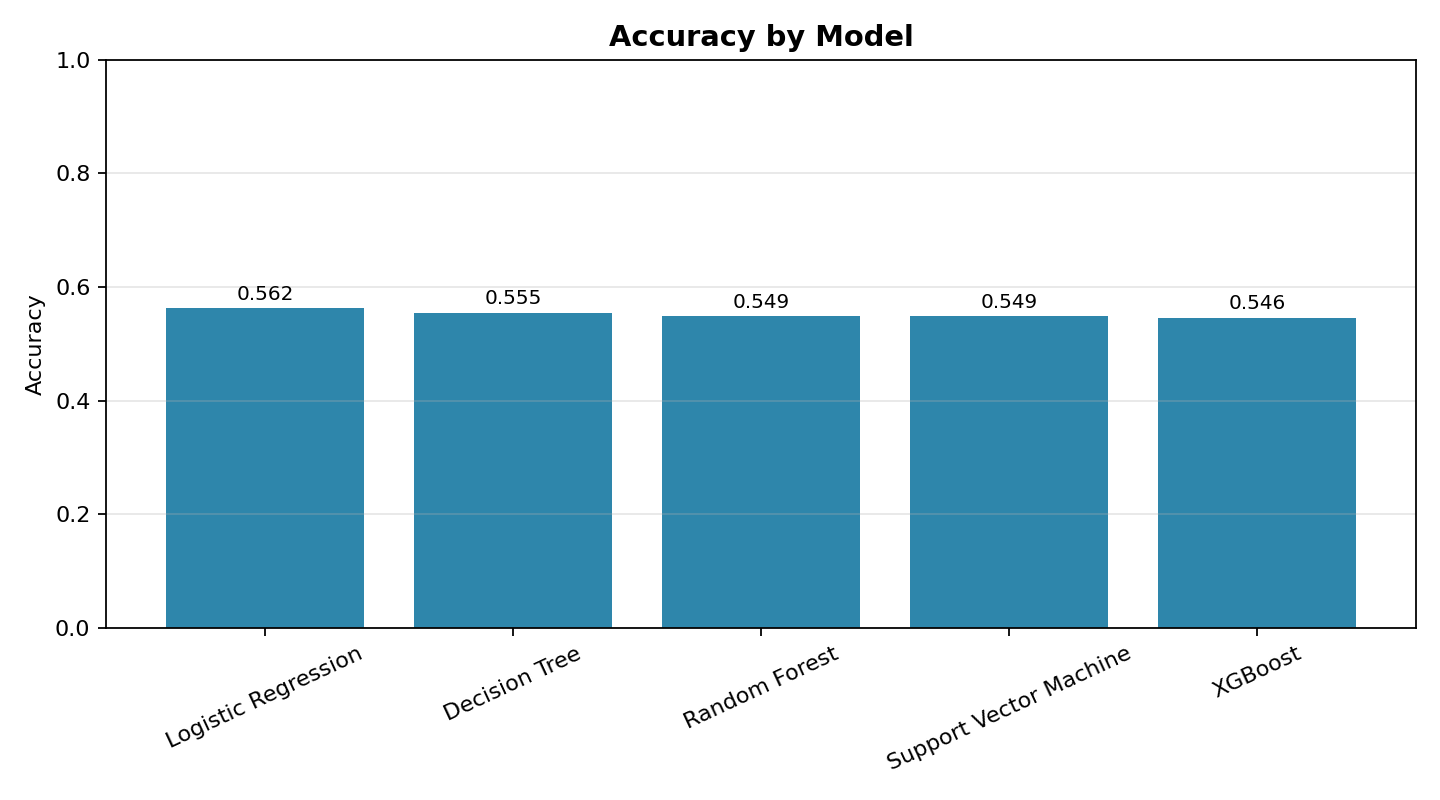 Accuracy by Model
Accuracy
1.0
0.8
0.6
0.4
0.2
0.0
0.562
0.555
0.549
0.549
0.546
Logistic Regression
Decision Tree
Random Forest
Support Vector Machine
XGBoost